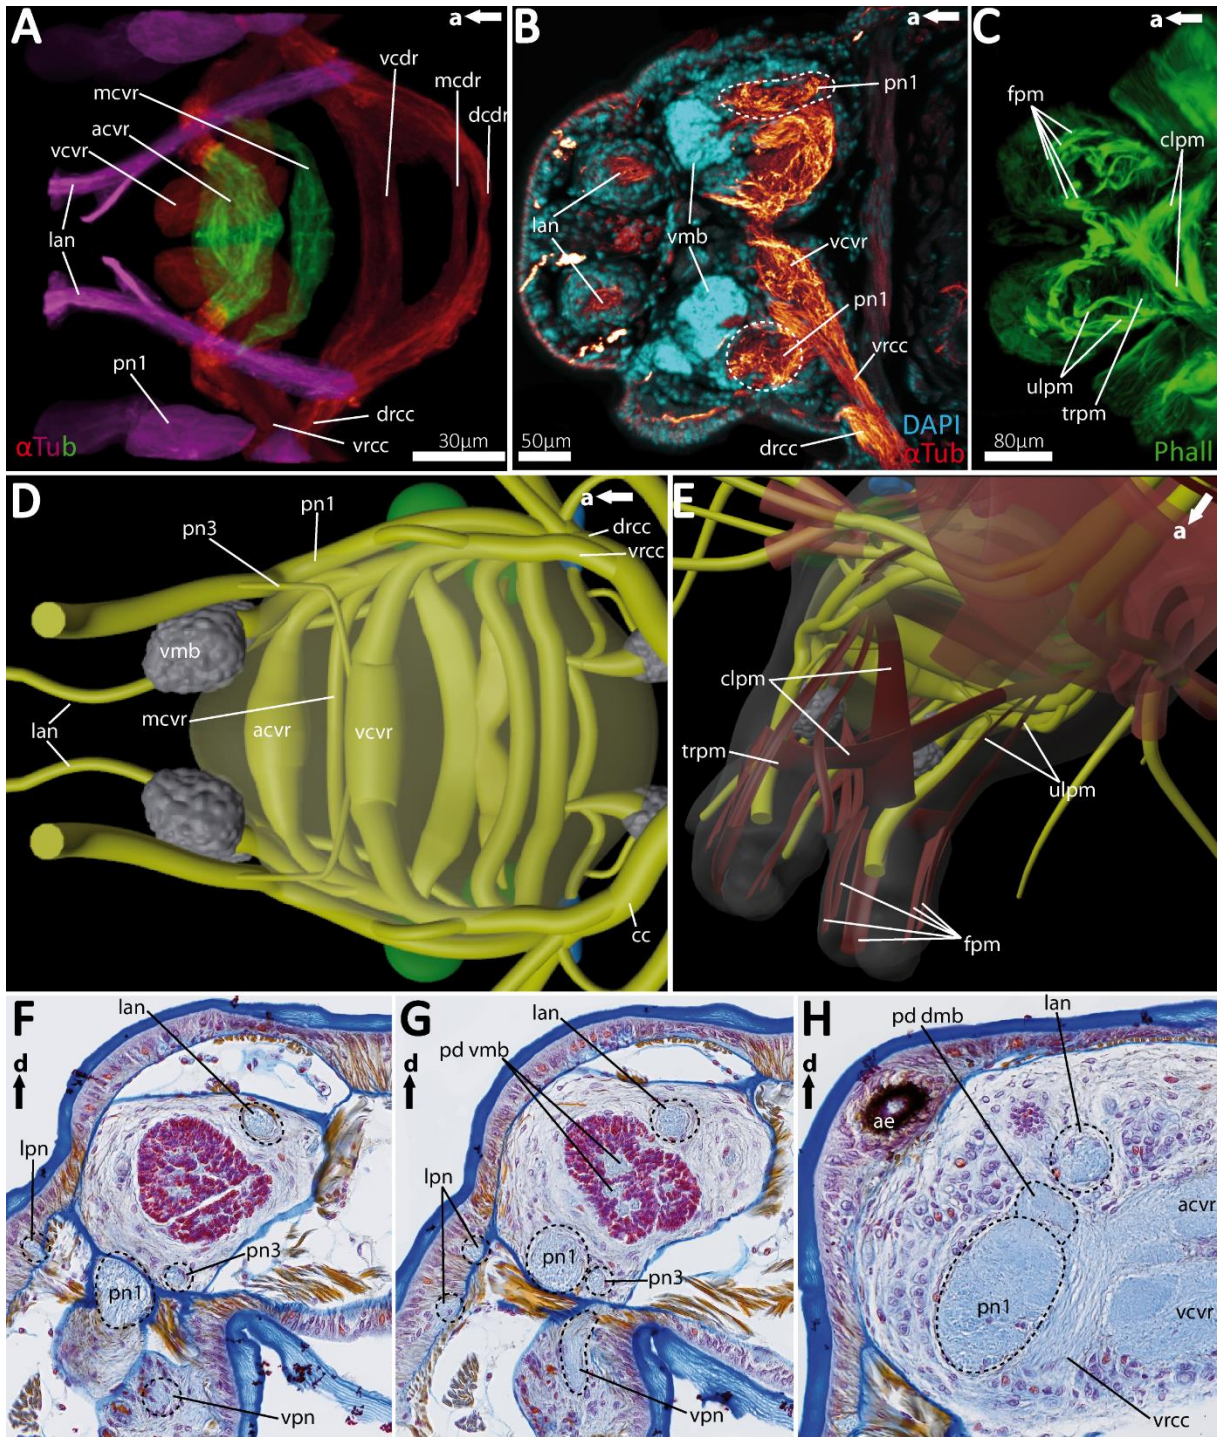 A
a
mcvr
acvr
vcvr
vcdr
mcdr
dcdr
lan
pn1
drcc
vrcc
αTub
30µm
B
a
pn1
lan
vmb
vcvr
pn1
vrcc
drcc
DAPI
αTub
50µm
C
a
fpm
clpm
ulpm
trpm
80µm
Phall
D
a
pn3
pn1
drcc
vrcc
vmb
lan
mcvr
acvr
vcvr
cc
E
a
clpm
trpm
ulpm
fpm
F
d
lan
lpn
pn1
pn3
vpn
G
d
lan
pd vmb
lpn
pn1
pn3
vpn
H
d
pd dmb
lan
ae
acvr
pn1
vcvr
vrcc